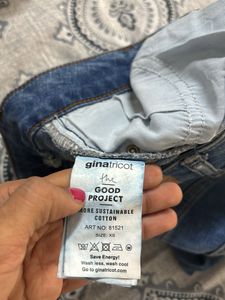 ginatricot
the
GOOD
PROJECT
MORE SUSTAINABLE
COTTON
ART NO: 81521
SIZE: XS
Save Energy!
Wash less, wash cool
Go to ginatricot.com